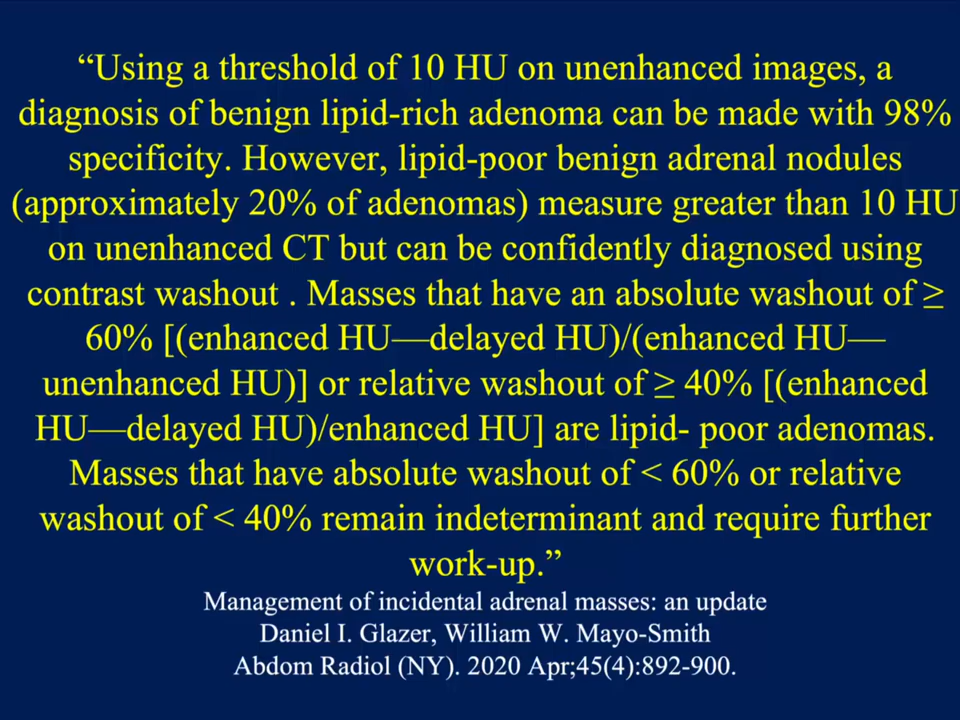 “Using a threshold of 10 HU on unenhanced images, a
diagnosis of benign lipid-rich adenoma can be made with 98%
specificity. However, lipid-poor benign adrenal nodules
(approximately 20% of adenomas) measure greater than 10 HU
on unenhanced CT but can be confidently diagnosed using
contrast washout . Masses that have an absolute washout of ≥
60% [(enhanced HU—delayed HU)/(enhanced HU—
unenhanced HU)] or relative washout of ≥ 40% [(enhanced
HU—delayed HU)/enhanced HU] are lipid- poor adenomas.
Masses that have absolute washout of < 60% or relative
washout of < 40% remain indeterminant and require further
work-up.”
Management of incidental adrenal masses: an update
Daniel I. Glazer, William W. Mayo-Smith
Abdom Radiol (NY). 2020 Apr;45(4):892-900.